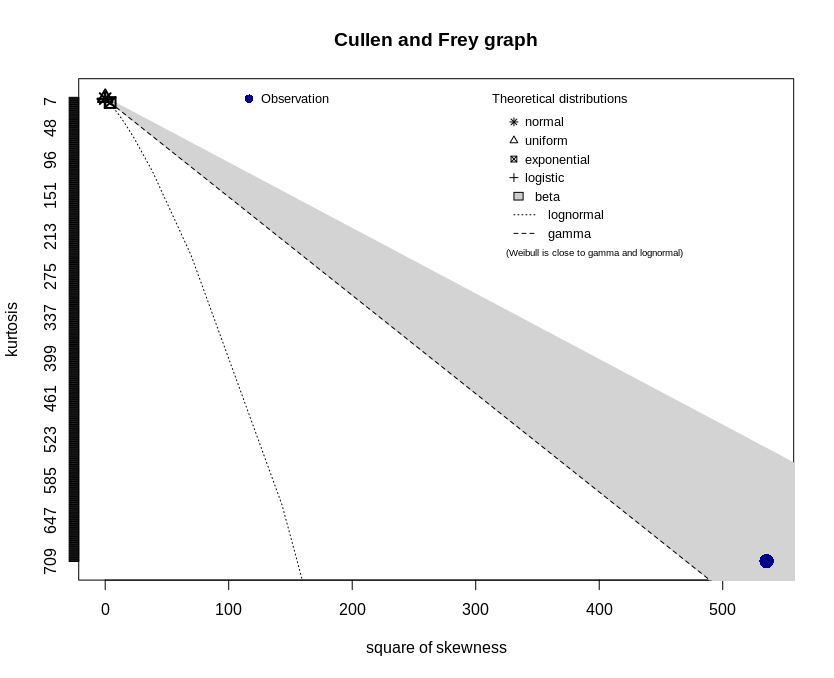 Cullen and Frey graph
Observation
Theoretical distributions
normal
uniform
exponential
logistic
beta
lognormal
gamma
(Weibull is close to gamma and lognormal)
kurtosis
7
48
96
151
213
275
337
399
461
523
585
647
709
0 100 200 300 400 500
square of skewness